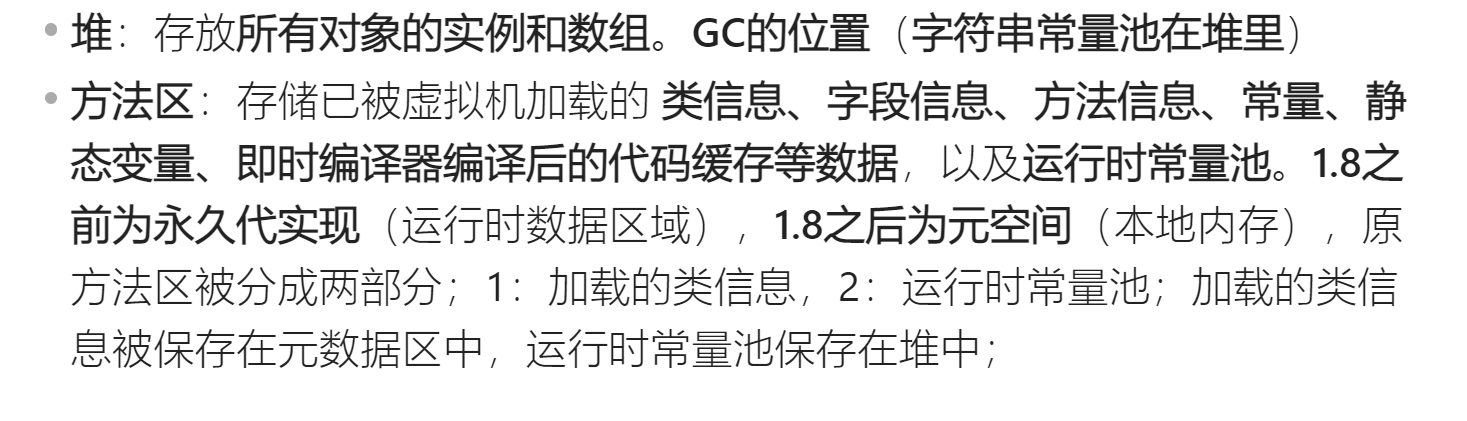 • 堆：存放所有对象的实例和数组。GC的位置（字符串常量池在堆里）
• 方法区：存储已被虚拟机加载的 类信息、字段信息、方法信息、常量、静
态变量、即时编译器编译后的代码缓存等数据，以及运行时常量池。1.8之
前为永久代实现（运行时数据区域），1.8之后为元空间（本地内存），原
方法区被分成两部分；1：加载的类信息，2：运行时常量池；加载的类信
息被保存在元数据区中，运行时常量池保存在堆中；